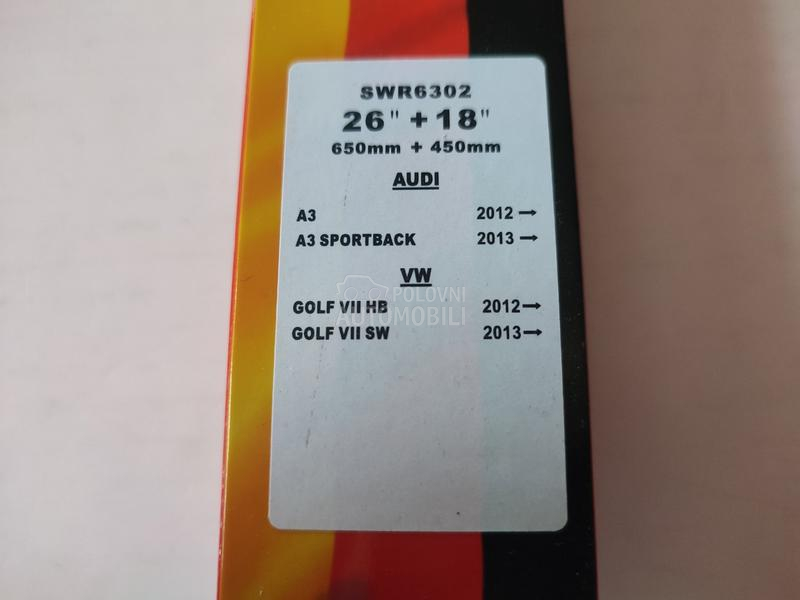 SWR6302
26" + 18"
650mm + 450mm
AUDI
A3 2012 →
A3 SPORTBACK 2013 →
VW
POLOVNI
GOLF VII HB 2012 →
AUTOMOBILI
GOLF VII SW 2013 →